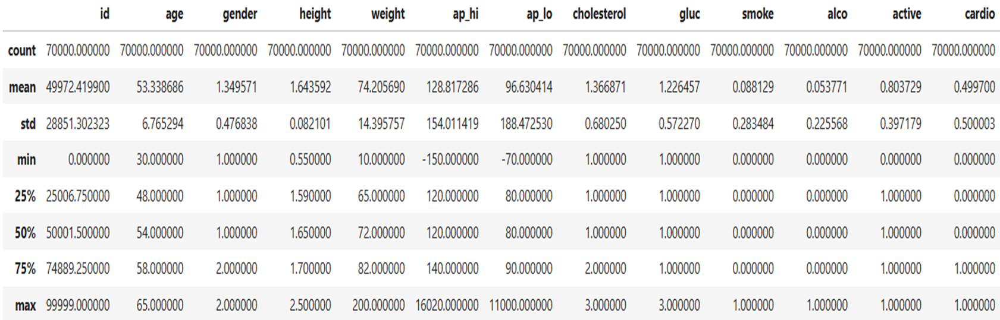 id age gender height weight ap_hi ap_lo cholesterol gluc smoke alco active cardio
count 70000.000000 70000.000000 70000.000000 70000.000000 70000.000000 70000.000000 70000.000000 70000.000000 70000.000000 70000.000000 70000.000000 70000.000000 70000.000000
mean 49972.419900 53.338686 1.349571 1.643592 74.205690 128.817286 96.630414 1.366871 1.226457 0.088129 0.053771 0.803729 0.499700
std 28851.302323 6.765294 0.476838 0.082101 14.395757 154.011419 188.472530 0.680250 0.572270 0.283484 0.225568 0.397179 0.500003
min 0.000000 30.000000 1.000000 0.550000 10.000000 -150.000000 -70.000000 1.000000 1.000000 0.000000 0.000000 0.000000 0.000000
25% 25006.750000 48.000000 1.000000 1.590000 65.000000 120.000000 80.000000 1.000000 1.000000 0.000000 0.000000 1.000000 0.000000
50% 50001.500000 54.000000 1.000000 1.650000 72.000000 120.000000 80.000000 1.000000 1.000000 0.000000 0.000000 1.000000 0.000000
75% 74889.250000 58.000000 2.000000 1.700000 82.000000 140.000000 90.000000 2.000000 1.000000 0.000000 0.000000 1.000000 1.000000
max 99999.000000 65.000000 2.000000 2.500000 200.000000 16020.000000 11000.000000 3.000000 3.000000 1.000000 1.000000 1.000000 1.000000